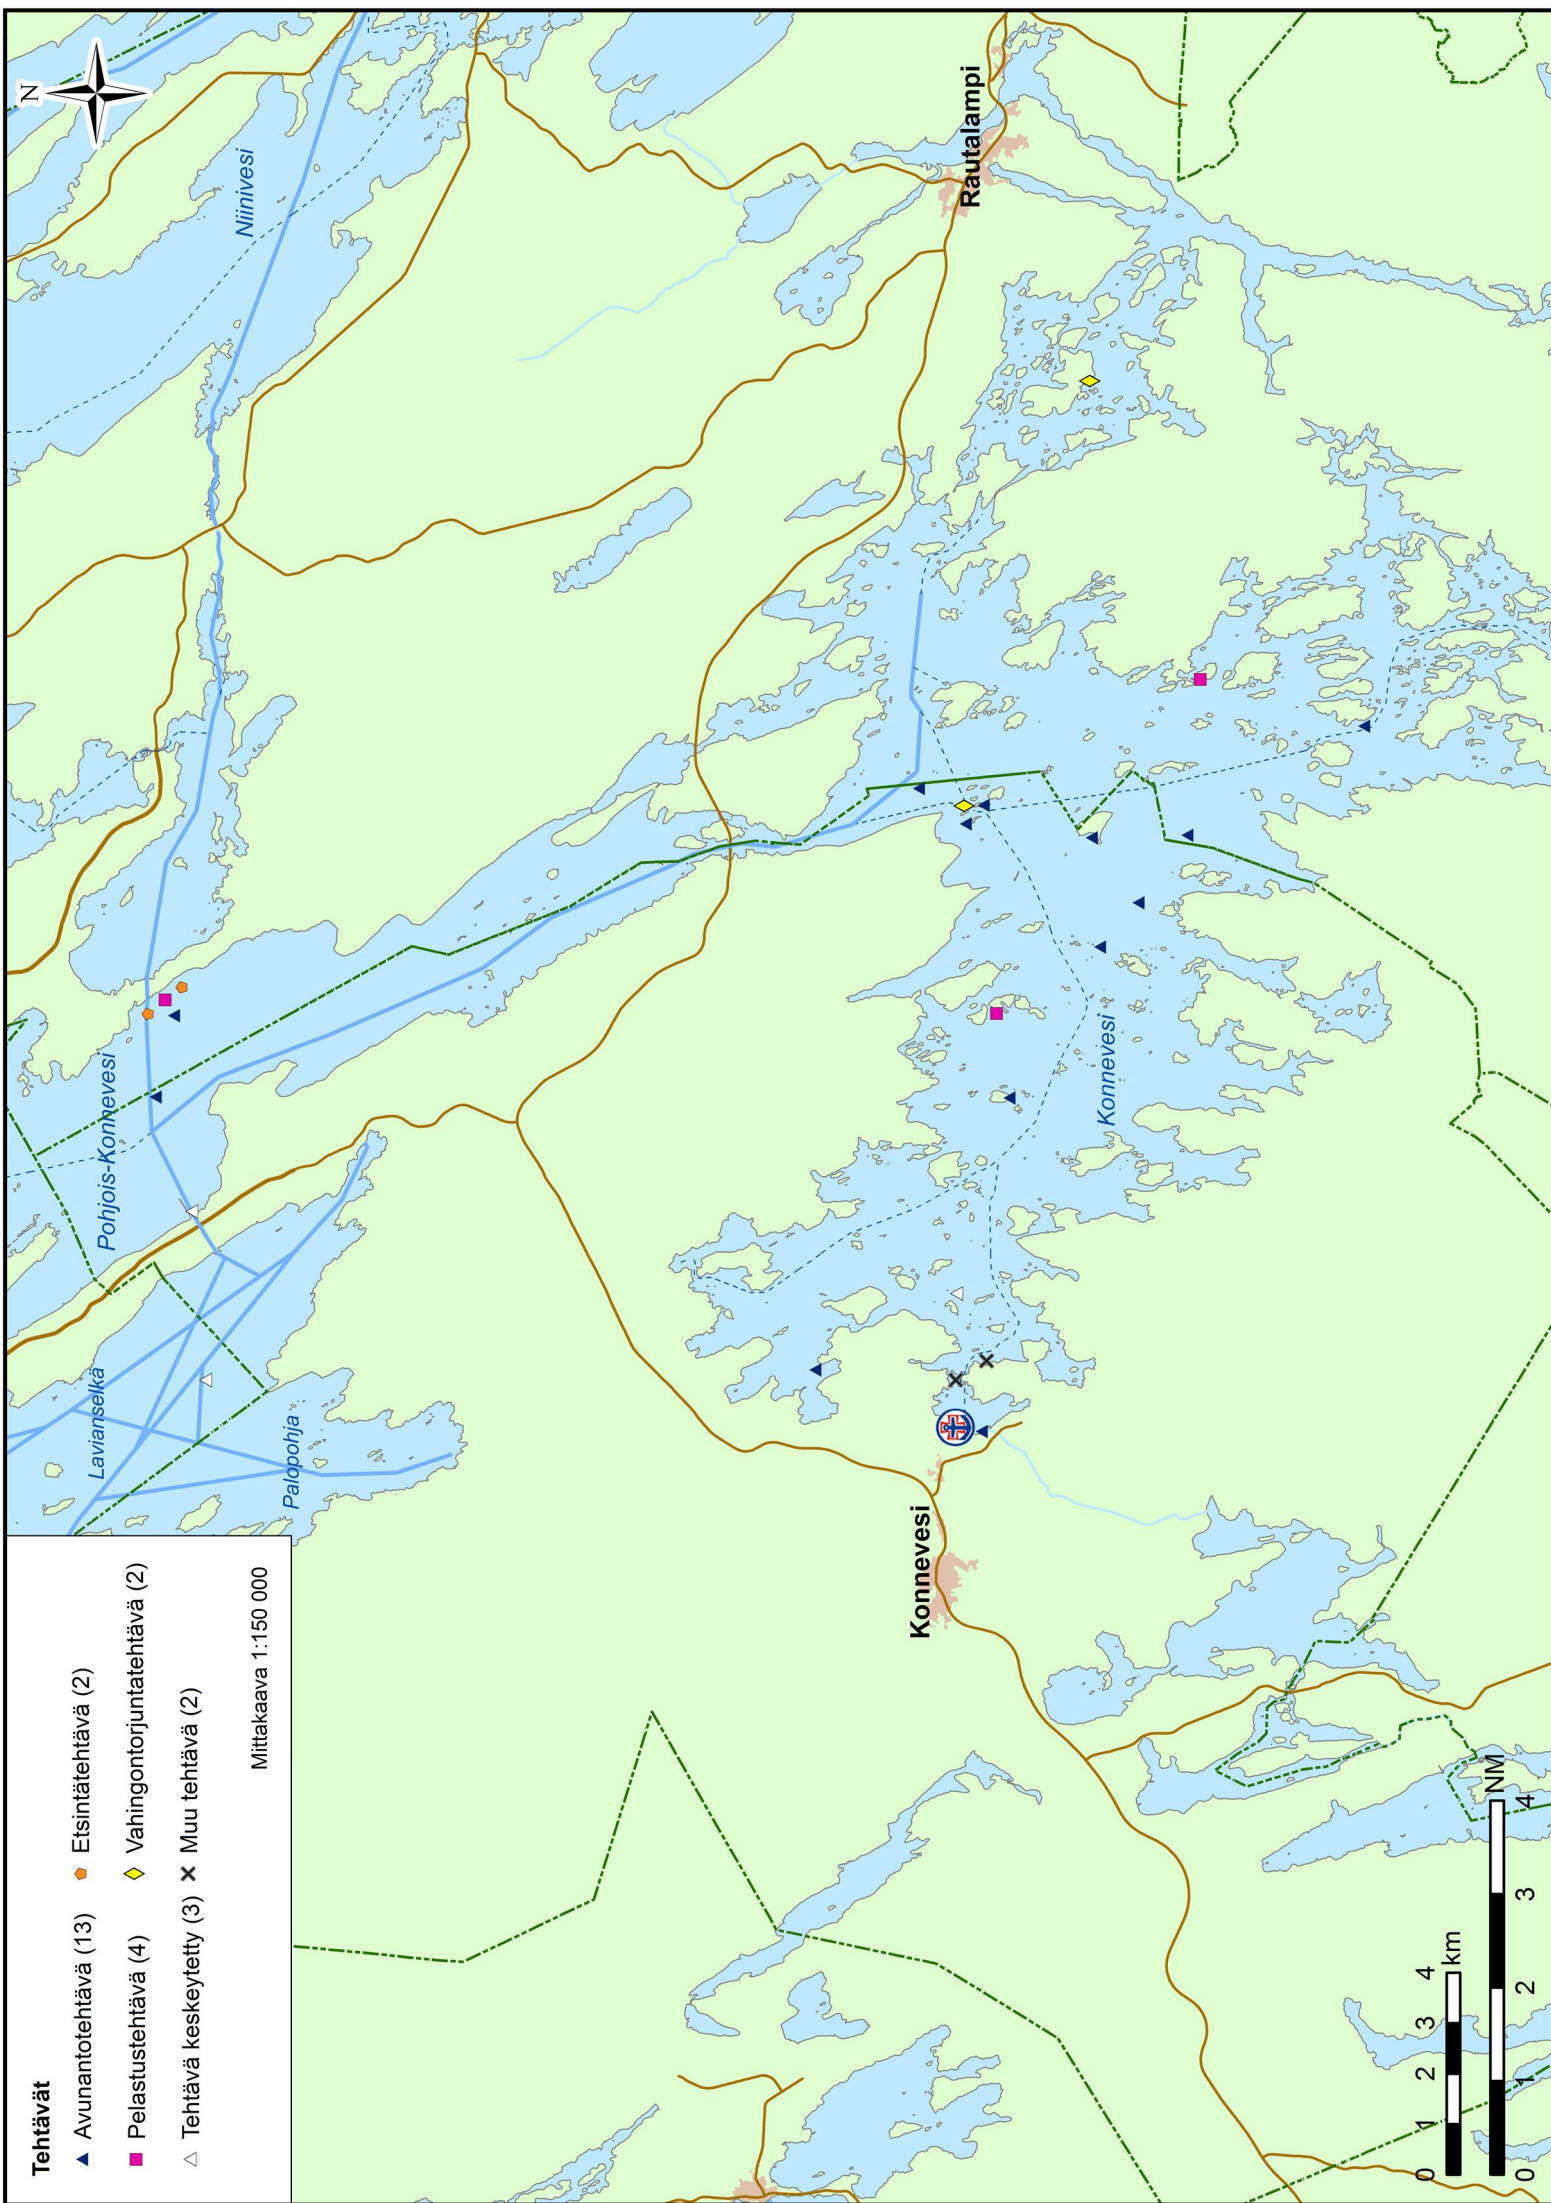 Tehtävät
Avunantotehtävä (13)
Etsintätehtävä (2)
Pelastustehtävä (4)
Vahingontorjuntatehtävä (2)
Tehtävä keskeytetty (3)
Muu tehtävä (2)
Mittakaava 1:150 000
N
Lavianselkä
Pohjois-Konnevesi
Niinivesi
Palopohja
Konnevesi
Rautalampi
Konnevesi
0 1 2 3 4
km
0 1 2 3 4
NM